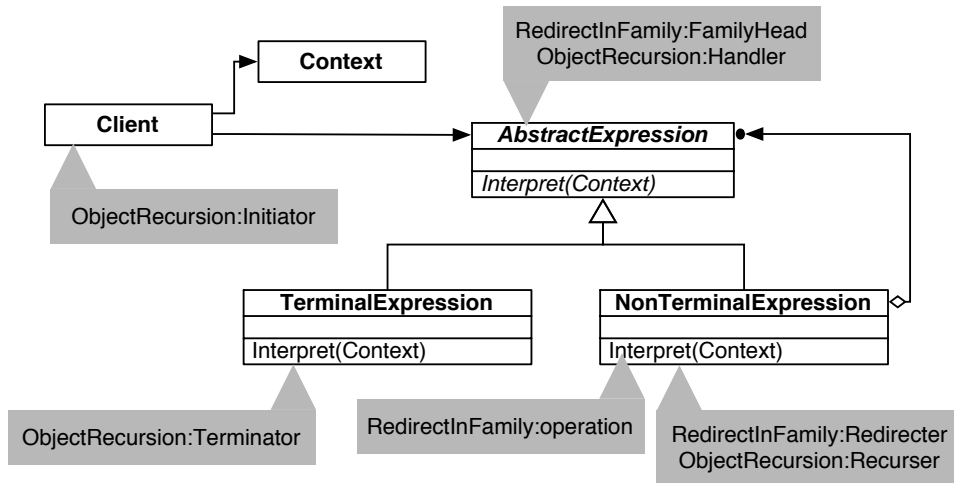 RedirectInFamily:FamilyHead
ObjectRecursion:Handler
Context
Client
AbstractExpression
Interpret(Context)
ObjectRecursion:Initiator
TerminalExpression
NonTerminalExpression
Interpret(Context)
Interpret(Context)
ObjectRecursion:Terminator
RedirectInFamily:operation
RedirectInFamily:Redirecter
ObjectRecursion:Recurser